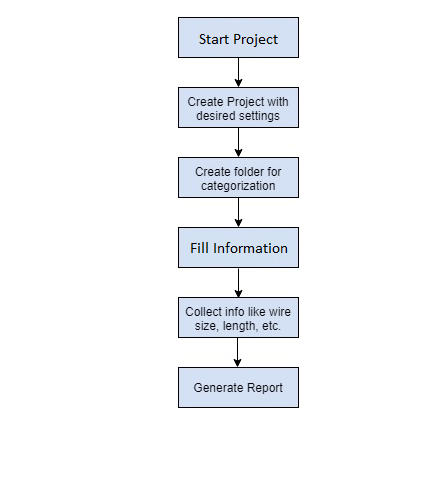 Start Project
Create Project with
desired settings
Create folder for
categorization
Fill Information
Collect info like wire
size, length, etc.
Generate Report